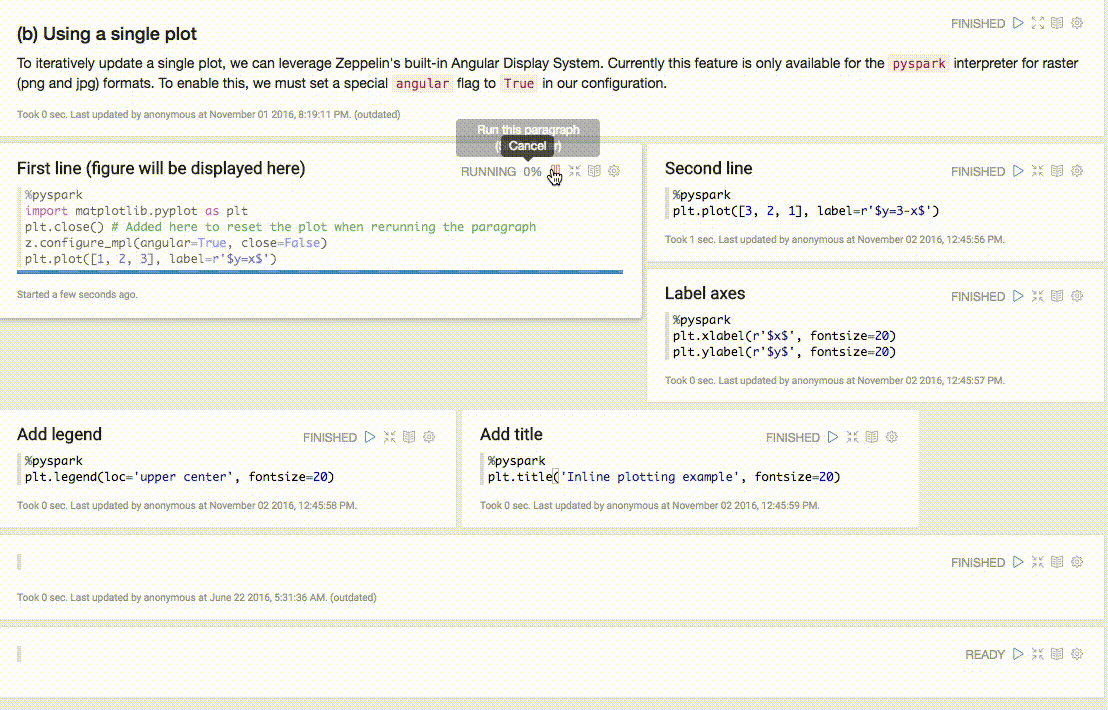 (b) Using a single plot
FINISHED
To iteratively update a single plot, we can leverage Zeppelin's built-in Angular Display System. Currently this feature is only available for the pyspark interpreter for raster
(png and jpg) formats. To enable this, we must set a special angular flag to True in our configuration.
Took 0 sec. Last updated by anonymous at November 01 2016, 8:19:11 PM. (outdated)
Run this paragraph
Cancel
First line (figure will be displayed here)
RUNNING 0%
%pyspark
import matplotlib.pyplot as plt
plt.close() # Added here to reset the plot when rerunning the paragraph
z.configure_mpl(angular=True, close=False)
plt.plot([1, 2, 3], label=r'$y=x$')
Started a few seconds ago.
Second line
FINISHED
%pyspark
plt.plot([3, 2, 1], label=r'$y=3-x$')
Took 1 sec. Last updated by anonymous at November 02 2016, 12:45:56 PM.
Label axes
FINISHED
%pyspark
plt.xlabel(r'$x$', fontsize=20)
plt.ylabel(r'$y$', fontsize=20)
Took 0 sec. Last updated by anonymous at November 02 2016, 12:45:57 PM.
Add legend
FINISHED
%pyspark
plt.legend(loc='upper center', fontsize=20)
Took 0 sec. Last updated by anonymous at November 02 2016, 12:45:58 PM.
Add title
FINISHED
%pyspark
plt.title('Inline plotting example', fontsize=20)
Took 0 sec. Last updated by anonymous at November 02 2016, 12:45:59 PM.
FINISHED
Took 0 sec. Last updated by anonymous at June 22 2016, 5:31:36 AM. (outdated)
READY